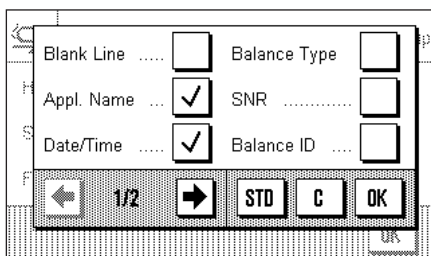 Blank Line ..... Balance Type
Appl. Name ... SNR ............
Date/Time ..... Balance ID ....
1/2 STD C OK